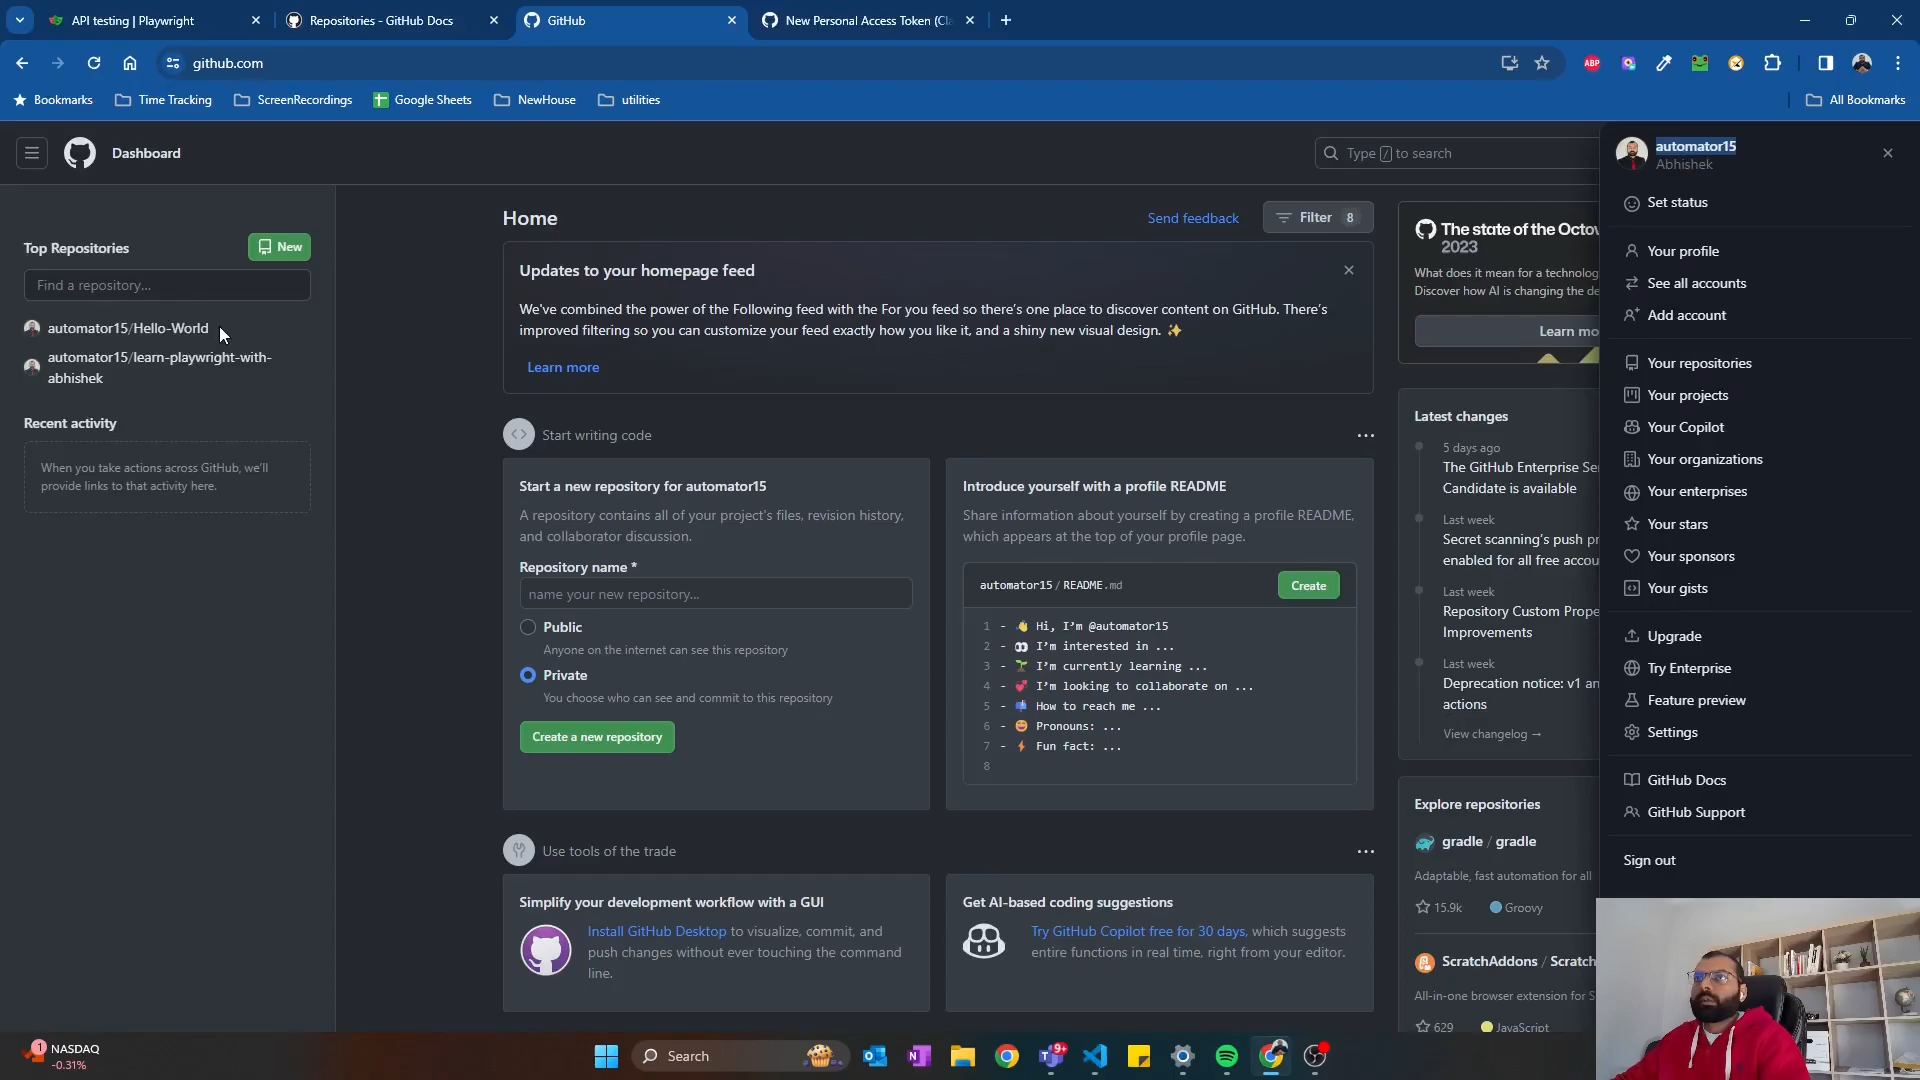 API testing | Playwright
Repositories - GitHub Docs
GitHub
New Personal Access Token (Cla
github.com
ABP
Bookmarks
Time Tracking
ScreenRecordings
Google Sheets
NewHouse
utilities
All Bookmarks
Dashboard
Type / to search
automator15
Abhishek
Top Repositories
New
Find a repository...
automator15/Hello-World
automator15/learn-playwright-with-
abhishek
Recent activity
When you take actions across GitHub, we'll
provide links to that activity here.
Home
Send feedback
Filter 8
Updates to your homepage feed
We've combined the power of the Following feed with the For you feed so there's one place to discover content on GitHub. There's
improved filtering so you can customize your feed exactly how you like it, and a shiny new visual design. ✨
Learn more
Start writing code
Start a new repository for automator15
A repository contains all of your project's files, revision history,
and collaborator discussion.
Repository name *
name your new repository...
Public
Anyone on the internet can see this repository
Private
You choose who can see and commit to this repository
Create a new repository
Introduce yourself with a profile README
Share information about yourself by creating a profile README,
which appears at the top of your profile page.
automator15 / README.md
Create
1 - 👋 Hi, I'm @automator15
2 - 👀 I'm interested in ...
3 - 🌱 I'm currently learning ...
4 - 💞️ I'm looking to collaborate on ...
5 - 📫 How to reach me ...
6 - 😄 Pronouns: ...
7 - ⚡ Fun fact: ...
8
Use tools of the trade
Simplify your development workflow with a GUI
Install GitHub Desktop to visualize, commit, and
push changes without ever touching the command
line.
Get AI-based coding suggestions
Try GitHub Copilot free for 30 days, which suggests
entire functions in real time, right from your editor.
The state of the Octov
2023
What does it mean for a technolog
Discover how AI is changing the de
Learn mo
Latest changes
5 days ago
The GitHub Enterprise Se
Candidate is available
Last week
Secret scanning's push pr
enabled for all free accou
Last week
Repository Custom Prope
Improvements
Last week
Deprecation notice: v1 an
actions
View changelog →
Explore repositories
gradle / gradle
Adaptable, fast automation for all
15.9k
Groovy
ScratchAddons / Scratch
All-in-one browser extension for S
629
JavaScript
Set status
Your profile
See all accounts
Add account
Your repositories
Your projects
Your Copilot
Your organizations
Your enterprises
Your stars
Your sponsors
Your gists
Upgrade
Try Enterprise
Feature preview
Settings
GitHub Docs
GitHub Support
Sign out
1
NASDAQ
-0.31%
Search
9+